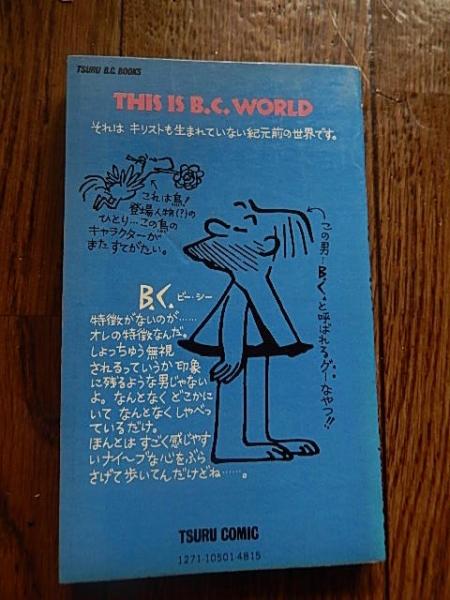 TSURU B.C. BOOKS
THIS IS B.C. WORLD
それは キリストも生まれていない紀元前の世界です。
これは鳥!
登場人物(?)の
ひとり…この鳥の
キャラクターが
また すてがたい。
この男−B.C.と呼ばれるグーなやつ!!
B.C. ビー・シー
特徴がないのが……
オレの特徴なんだ。
しょっちゅう無視
されるっていうか印象
に残るような男じゃない
よ。なんとなく どこかに
いて なんとなく しゃべっ
ているだけ。
ほんとは すごく感じやす
いナイ〜ブな心をぶら
さげて歩いてんだけどね……。
TSURU COMIC
1271-10501-4815